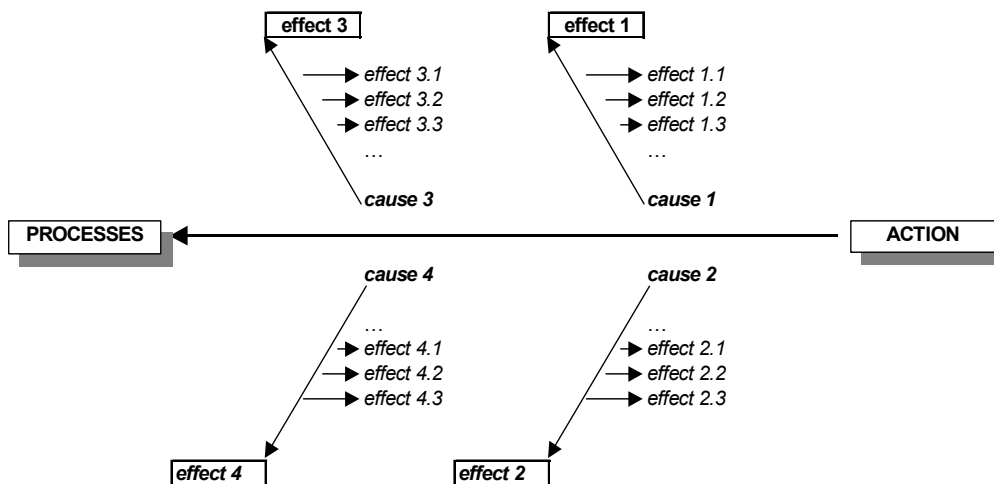 effect 3
effect 1
effect 3.1
effect 1.1
effect 3.2
effect 1.2
effect 3.3
effect 1.3
…
…
cause 3
cause 1
PROCESSES
ACTION
cause 4
cause 2
…
…
effect 4.1
effect 2.1
effect 4.2
effect 2.2
effect 4.3
effect 2.3
effect 4
effect 2